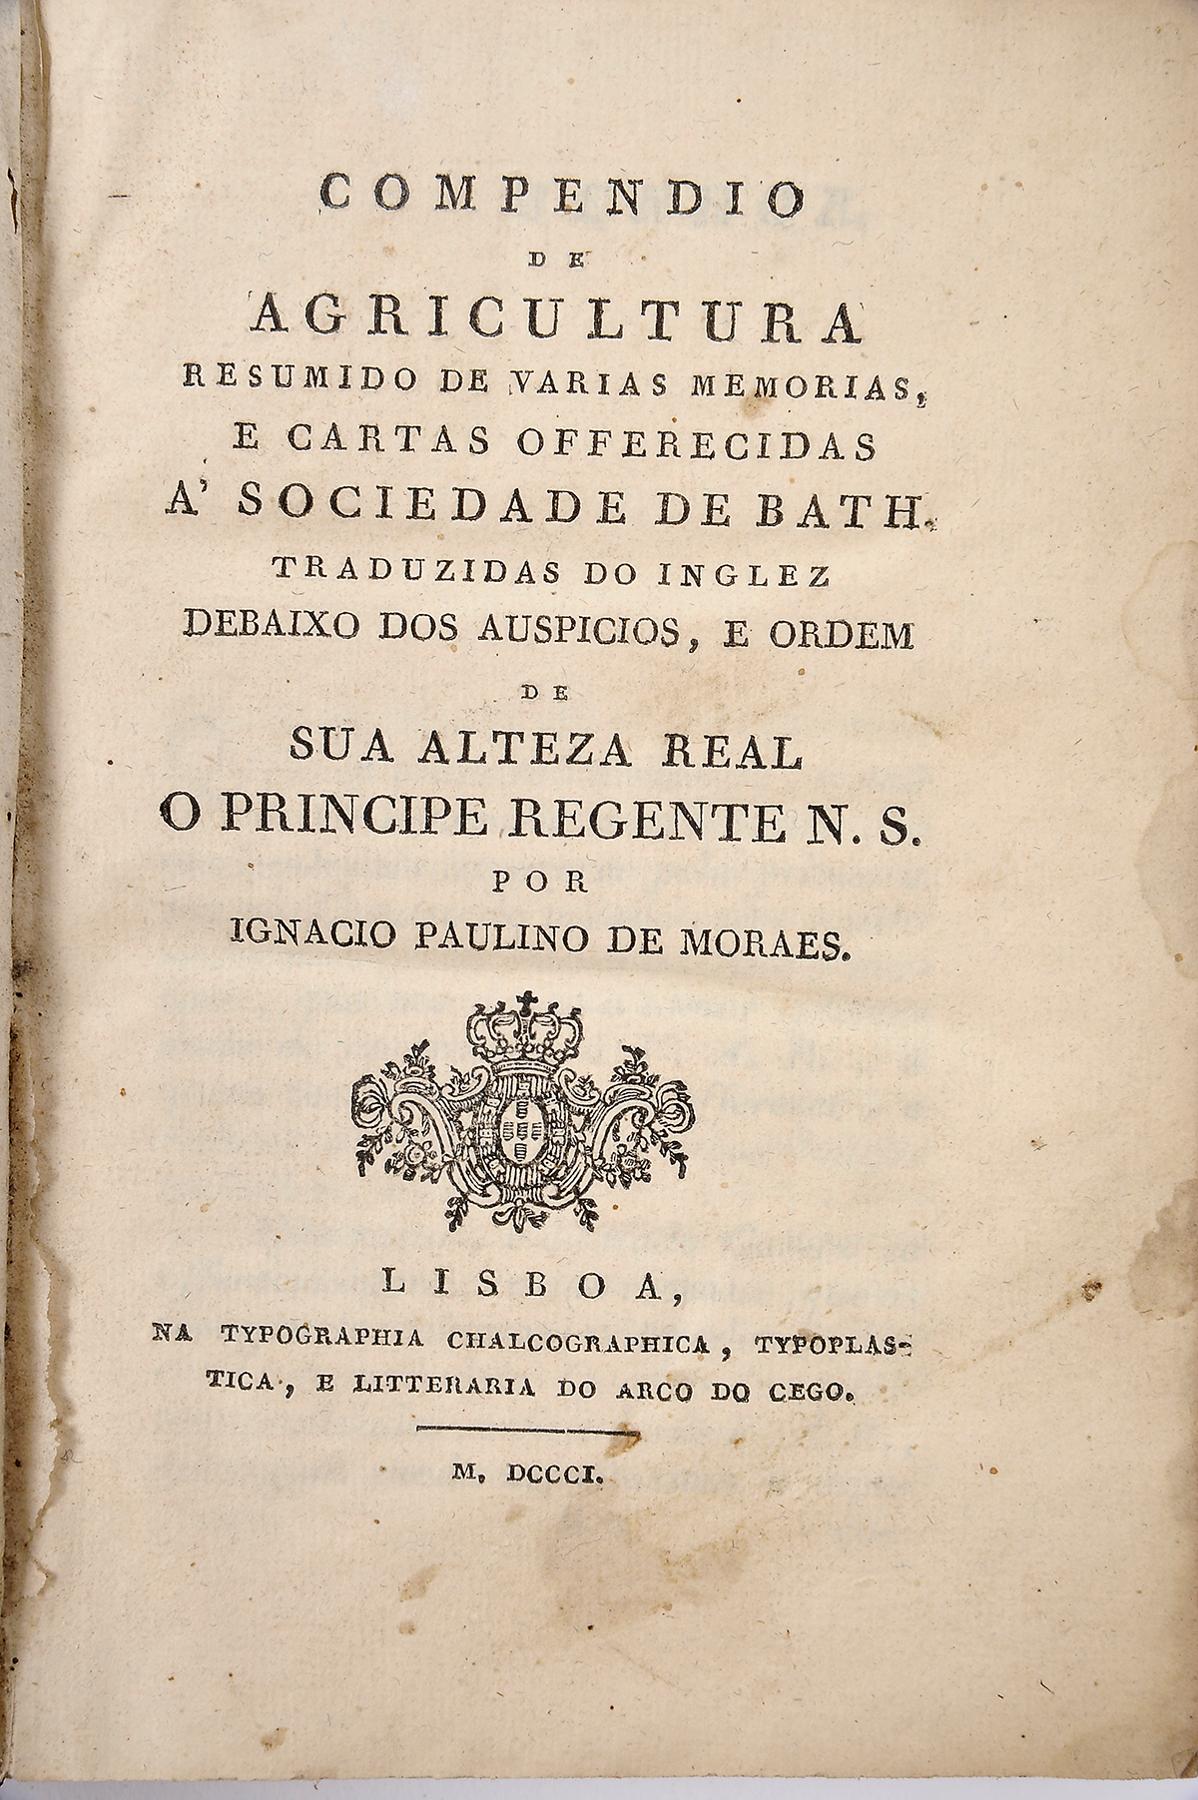 COMPENDIO
DE
AGRICULTURA
RESUMIDO DE VARIAS MEMORIAS,
E CARTAS OFFERECIDAS
A' SOCIEDADE DE BATH.
TRADUZIDAS DO INGLEZ
DEBAIXO DOS AUSPICIOS, E ORDEM
DE
SUA ALTEZA REAL
O PRINCIPE REGENTE N. S.
POR
IGNACIO PAULINO DE MORAES.
LISBOA,
NA TYPOGRAPHIA CHALCOGRAPHICA, TYPOPLAS-
TICA, E LITTERARIA DO ARCO DO CEGO.
M. DCCCI.